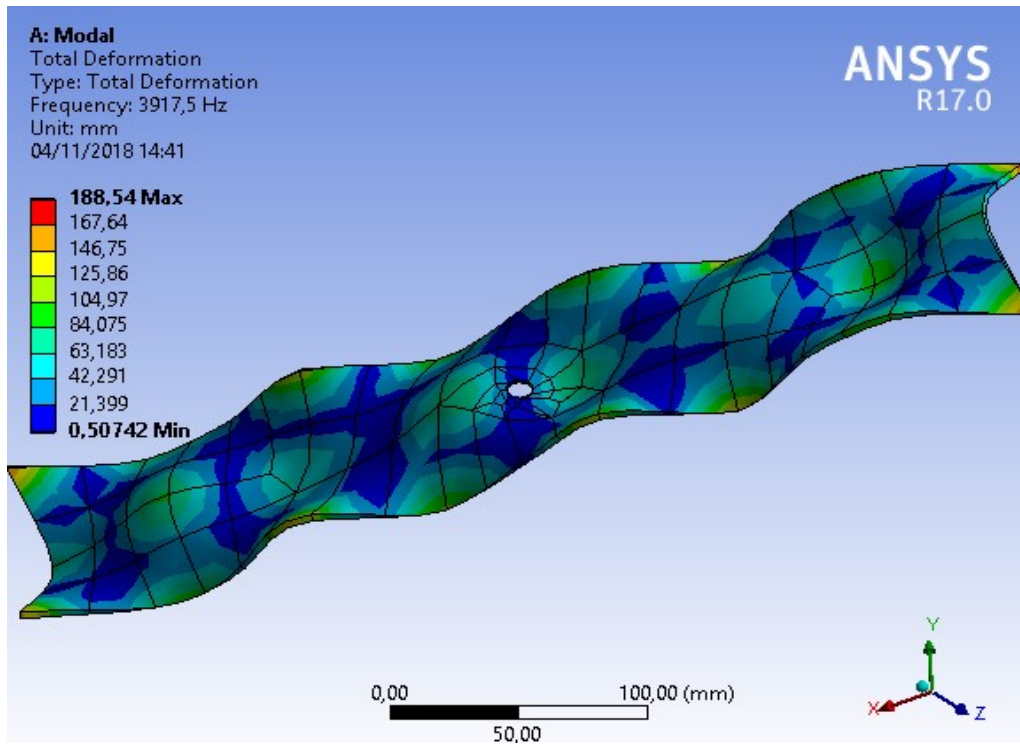 A: Modal
Total Deformation
Type: Total Deformation
Frequency: 3917,5 Hz
Unit: mm
04/11/2018 14:41
ANSYS
R17.0
188,54 Max
167,64
146,75
125,86
104,97
84,075
63,183
42,291
21,399
0,50742 Min
0,00
100,00 (mm)
50,00
Y
X
Z